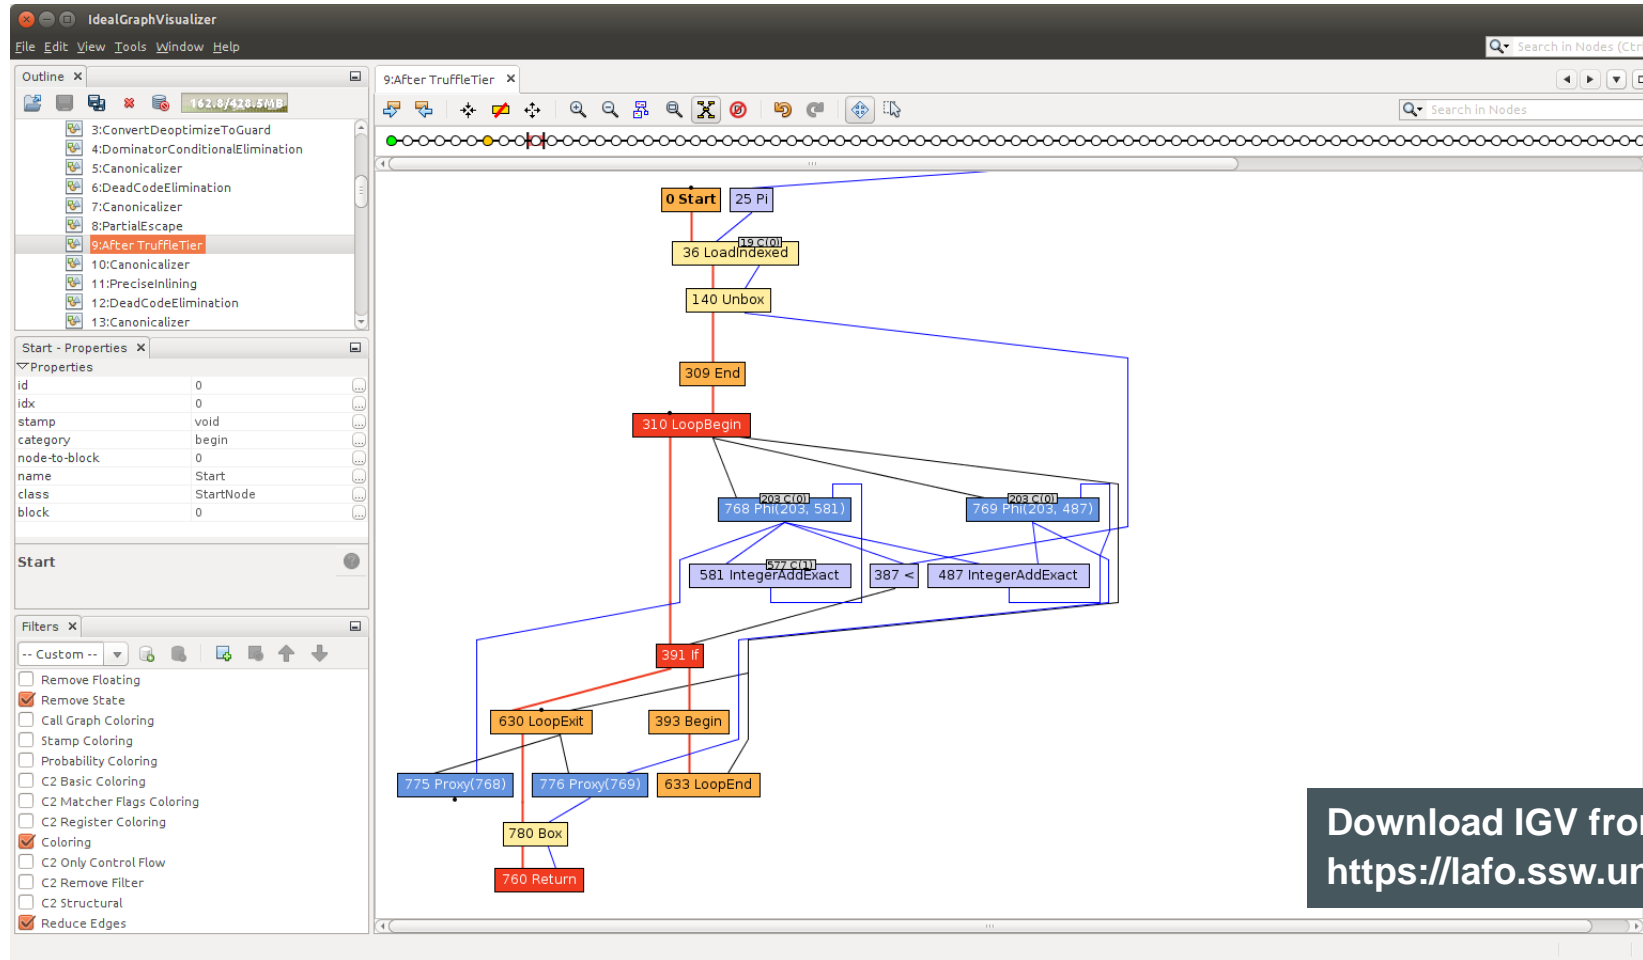 IdealGraphVisualizer
File Edit View Tools Window Help
Search in Nodes (Ctr
Outline
162.8/428.5MB
3:ConvertDeoptimizeToGuard
4:DominatorConditionalElimination
5:Canonicalizer
6:DeadCodeElimination
7:Canonicalizer
8:PartialEscape
9:After TruffleTier
10:Canonicalizer
11:PreciseInlining
12:DeadCodeElimination
13:Canonicalizer
Start - Properties
Properties
id 0
idx 0
stamp void
category begin
node-to-block 0
name Start
class StartNode
block 0
Start
Filters
-- Custom --
Remove Floating
Remove State
Call Graph Coloring
Stamp Coloring
Probability Coloring
C2 Basic Coloring
C2 Matcher Flags Coloring
C2 Register Coloring
Coloring
C2 Only Control Flow
C2 Remove Filter
C2 Structural
Reduce Edges
9:After TruffleTier
Search in Nodes
0 Start
25 Pi
19 C(0)
36 LoadIndexed
140 Unbox
309 End
310 LoopBegin
203 C(0)
768 Phi(203, 581)
203 C(0)
769 Phi(203, 487)
577 C(1)
581 IntegerAddExact
387 <
487 IntegerAddExact
391 If
630 LoopExit
393 Begin
775 Proxy(768)
776 Proxy(769)
633 LoopEnd
780 Box
760 Return
Download IGV fro
https://lafo.ssw.un